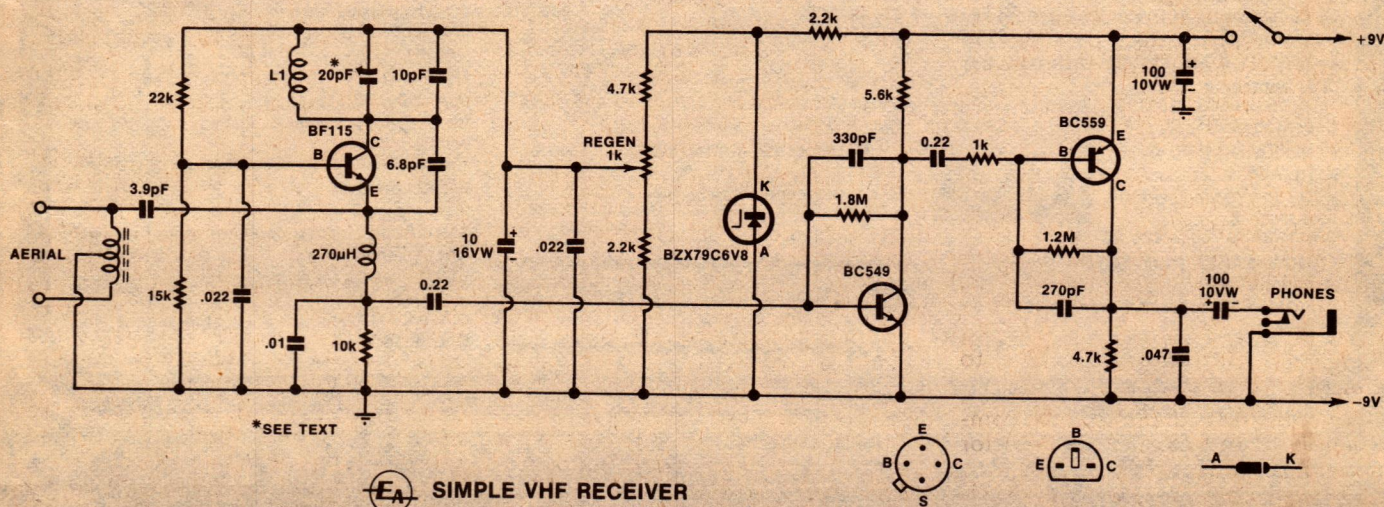 2.2k
+9V
L1
*
20pF
10pF
22k
4.7k
5.6k
100
10VW
+
-
BF115
C
B
E
6.8pF
REGEN
1k
330pF
0.22
1k
BC559
E
B
C
3.9pF
K
1.8M
AERIAL
270µH
10
16VW
+
-
.022
2.2k
BZX79C6V8
A
1.2M
BC549
15k
.022
0.22
270pF
100
10VW
+
-
PHONES
.01
10k
4.7k
.047
-9V
*SEE TEXT
E
B
C
S
B
E
C
A
K
EA
SIMPLE VHF RECEIVER